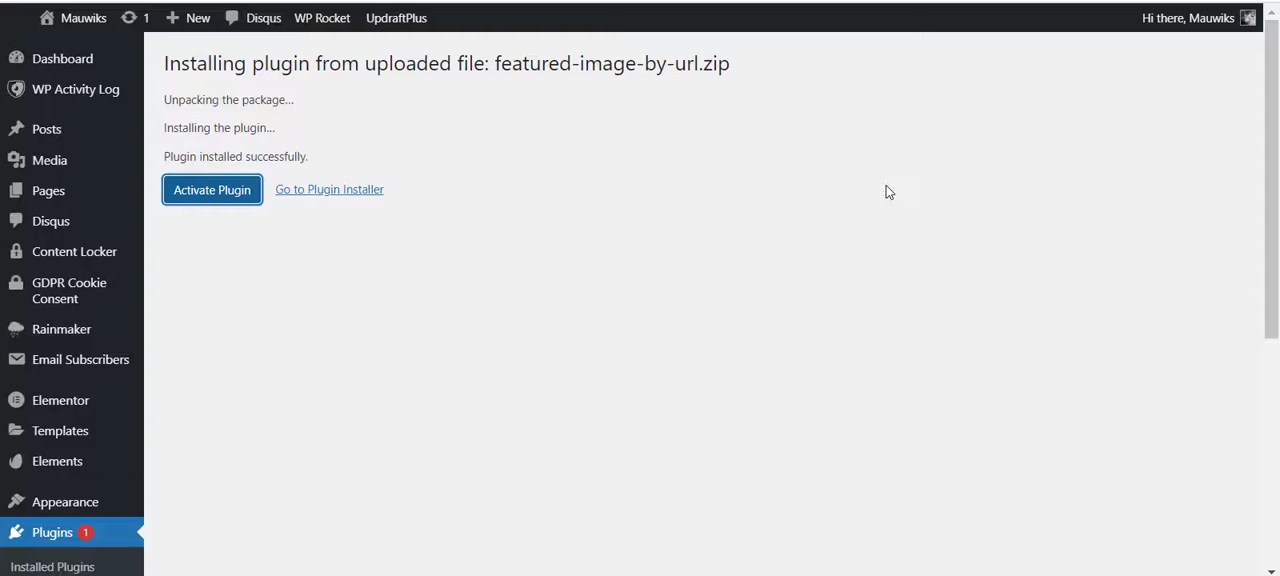 Mauwiks 1 New Disqus WP Rocket UpdraftPlus Hi there, Mauwiks
Dashboard
WP Activity Log
Posts
Media
Pages
Disqus
Content Locker
GDPR Cookie
Consent
Rainmaker
Email Subscribers
Elementor
Templates
Elements
Appearance
Plugins 1
Installed Plugins
Installing plugin from uploaded file: featured-image-by-url.zip
Unpacking the package...
Installing the plugin...
Plugin installed successfully.
Activate Plugin Go to Plugin Installer